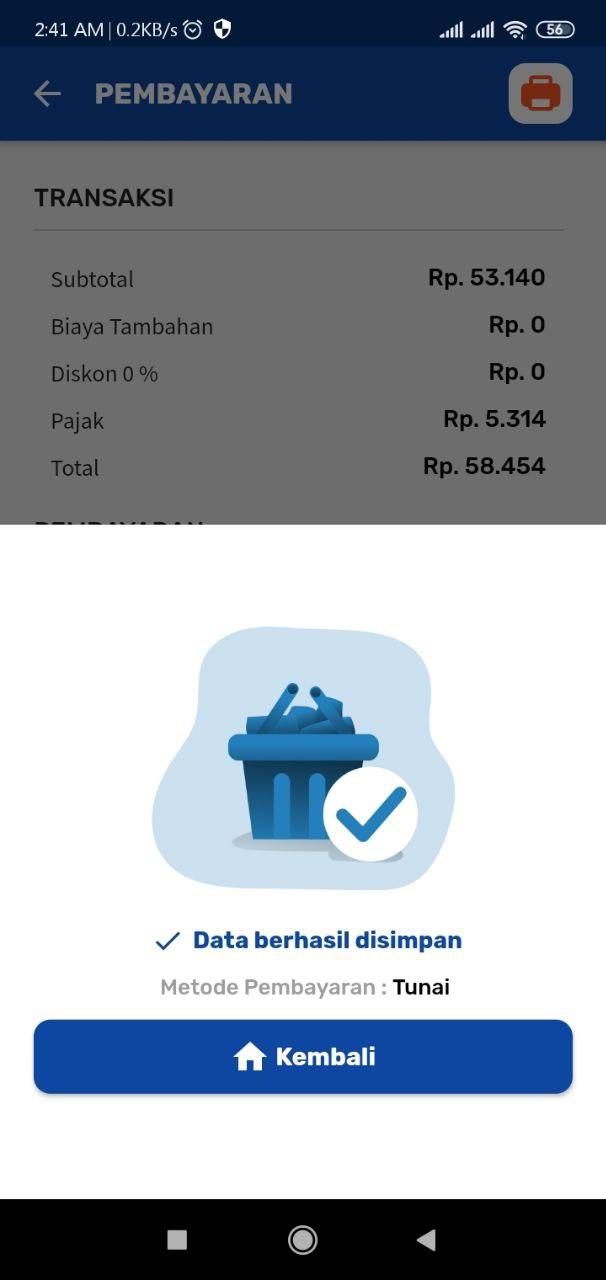 2:41 AM | 0.2KB/s 56
PEMBAYARAN
TRANSAKSI
Subtotal Rp. 53.140
Biaya Tambahan Rp. 0
Diskon 0 % Rp. 0
Pajak Rp. 5.314
Total Rp. 58.454
PEMBAYARAN
Data berhasil disimpan
Metode Pembayaran : Tunai
Kembali